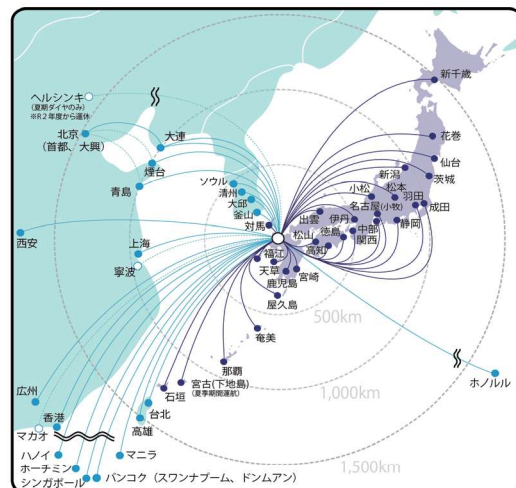 新千歳
ヘルシンキ
(夏期ダイヤのみ)
※R2年度から運休
花巻
北京
(首都、大興)
大連
仙台
煙台
新潟
茨城
青島
ソウル
小松
松本
羽田
清州
名古屋(小牧)
成田
大邱
出雲
伊丹
釜山
中部
静岡
対馬
松山
徳島
関西
西安
上海
福江
高知
寧波
天草
宮崎
鹿児島
屋久島
500km
奄美
那覇
ホノルル
広州
石垣
宮古(下地島)
(夏季期間運航)
1,000km
香港
台北
マカオ
高雄
ハノイ
マニラ
ホーチミン
シンガポール
バンコク(スワンナプーム、ドンムアン)
1,500km